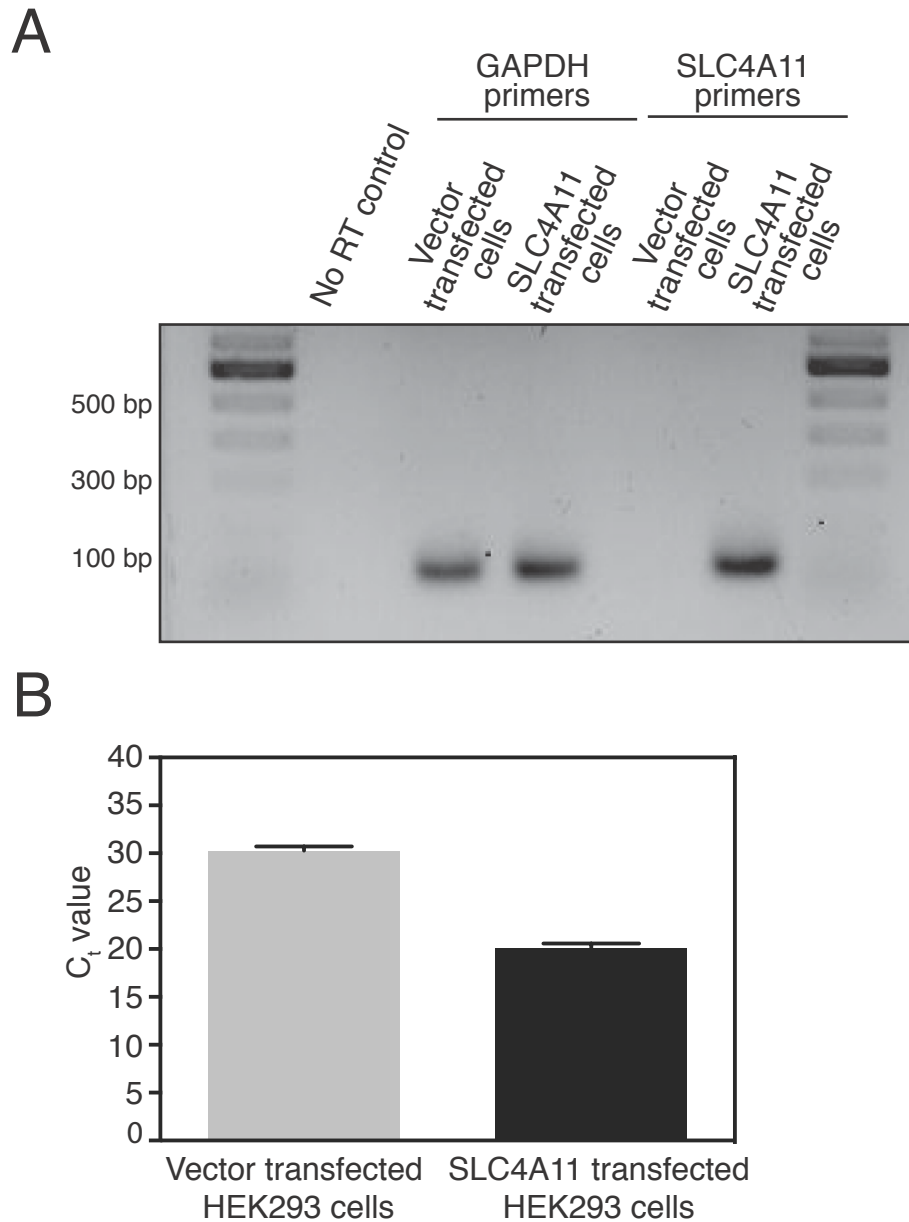 A
GAPDH
primers
SLC4A11
primers
No RT control
Vector
transfected
cells
SLC4A11
transfected
cells
Vector
transfected
cells
SLC4A11
transfected
cells
500 bp
300 bp
100 bp
B
40
35
30
25
20
15
10
5
0
Ct value
Vector transfected
HEK293 cells
SLC4A11 transfected
HEK293 cells